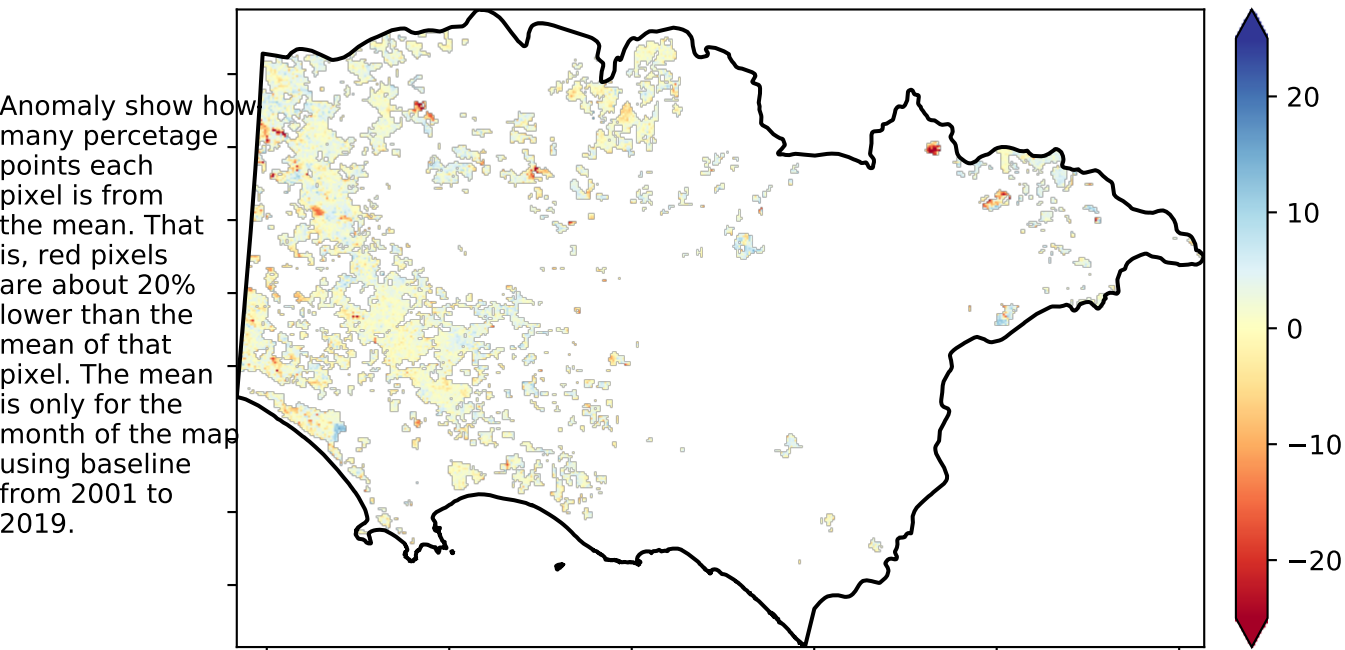 Anomaly show how
many percetage
points each
pixel is from
the mean. That
is, red pixels
are about 20%
lower than the
mean of that
pixel. The mean
is only for the
month of the map
using baseline
from 2001 to
2019.
20
10
0
−10
−20